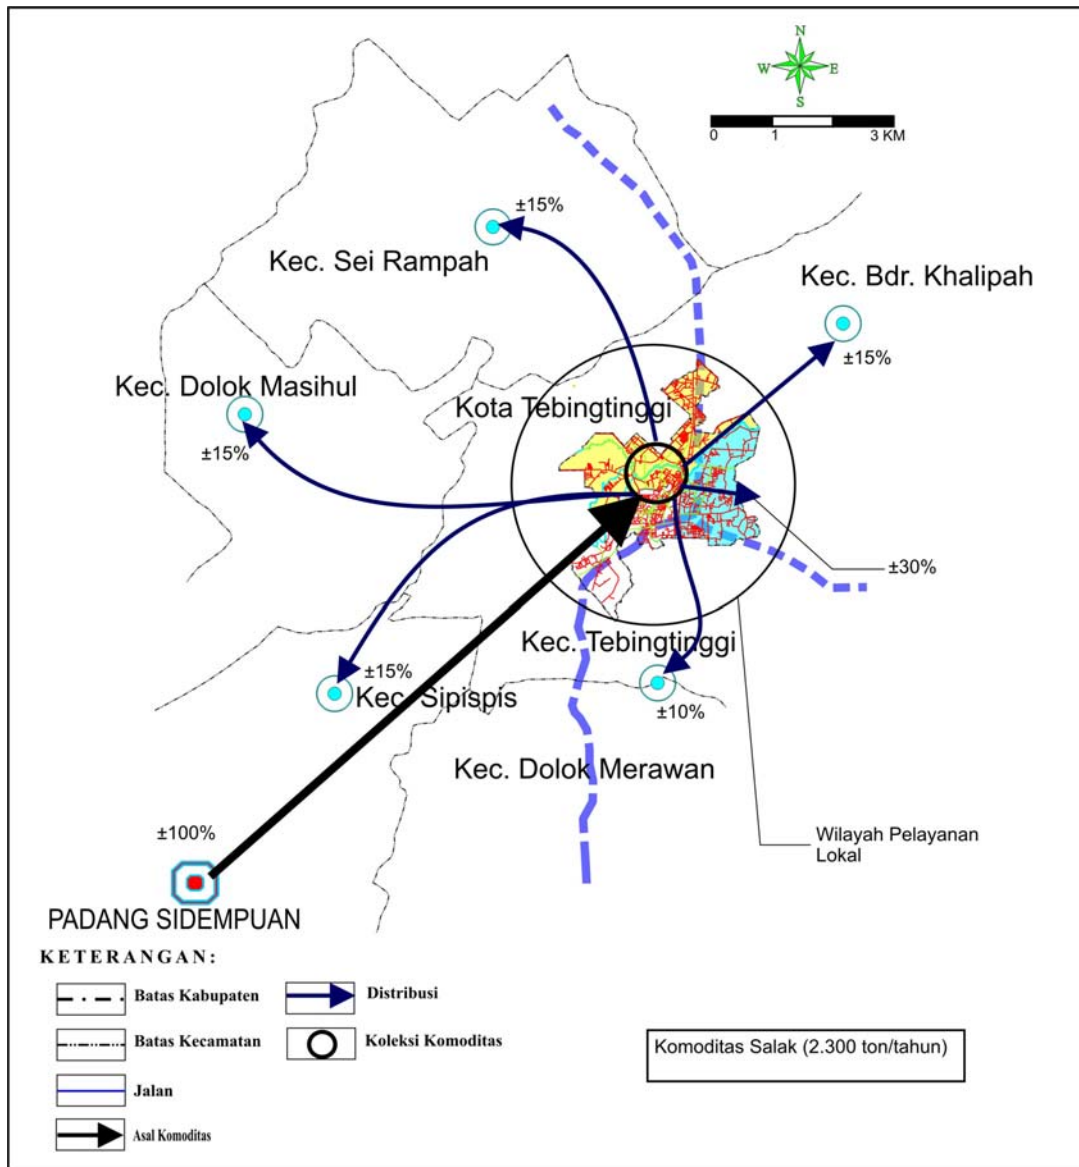 N
W E
S
0 1 3 KM
±15%
Kec. Sei Rampah
Kec. Bdr. Khalipah
±15%
Kec. Dolok Masihul
±15%
Kota Tebingtinggi
±30%
Kec. Tebingtinggi
±15%
Kec. Sipispis
±10%
Kec. Dolok Merawan
±100%
Wilayah Pelayanan
Lokal
PADANG SIDEMPUAN
KETERANGAN:
Batas Kabupaten
Distribusi
Batas Kecamatan
Koleksi Komoditas
Komoditas Salak (2.300 ton/tahun)
Jalan
Asal Komoditas